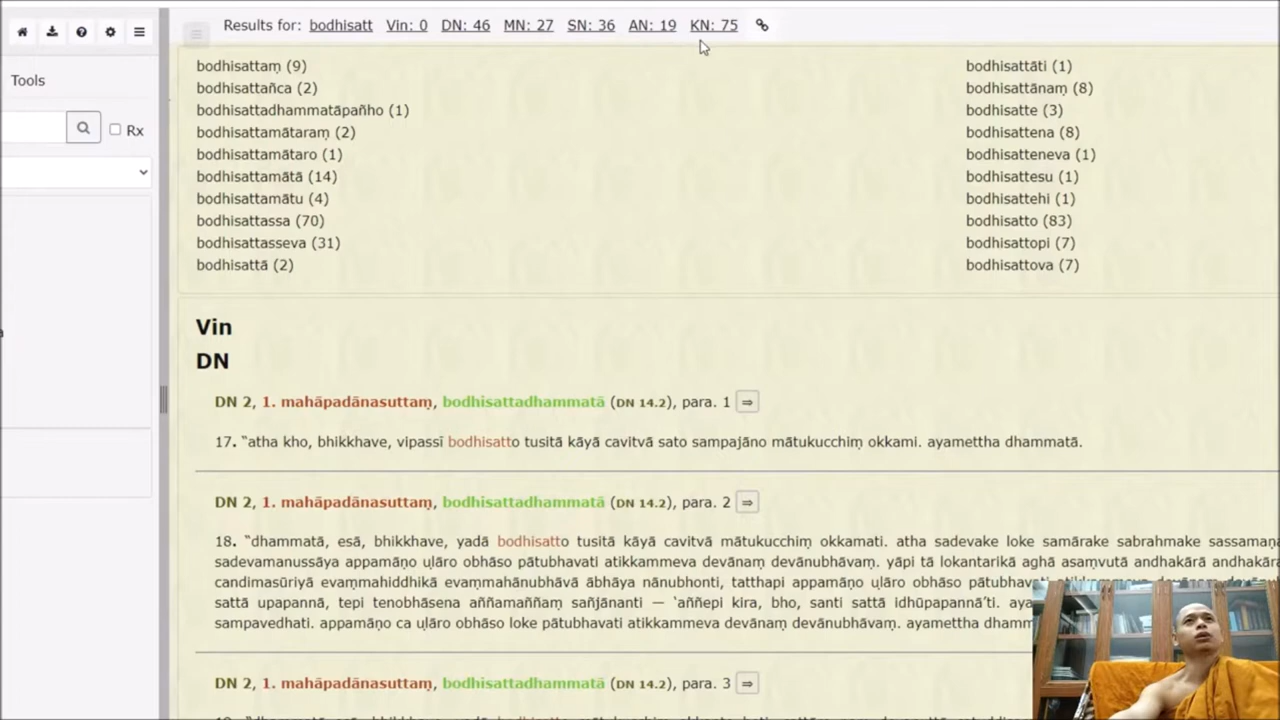 Results for: bodhisatt Vin: 0 DN: 46 MN: 27 SN: 36 AN: 19 KN: 75
Tools
Rx
bodhisattaṃ (9)
bodhisattañca (2)
bodhisattadhammatāpañho (1)
bodhisattamātaraṃ (2)
bodhisattamātaro (1)
bodhisattamātā (14)
bodhisattamātu (4)
bodhisattassa (70)
bodhisattasseva (31)
bodhisattā (2)
bodhisattāti (1)
bodhisattānaṃ (8)
bodhisatte (3)
bodhisattena (8)
bodhisatteneva (1)
bodhisattesu (1)
bodhisattehi (1)
bodhisatto (83)
bodhisattopi (7)
bodhisattova (7)
Vin
DN
DN 2, 1. mahāpadānasuttaṃ, bodhisattadhammatā (DN 14.2), para. 1 ⇒
17. “atha kho, bhikkhave, vipassī bodhisatto tusitā kāyā cavitvā sato sampajāno mātukucchiṃ okkami. ayamettha dhammatā.
DN 2, 1. mahāpadānasuttaṃ, bodhisattadhammatā (DN 14.2), para. 2 ⇒
18. “dhammatā, esā, bhikkhave, yadā bodhisatto tusitā kāyā cavitvā mātukucchiṃ okkamati. atha sadevake loke samārake sabrahmake sassamaṇa
sadevamanussāya appamāṇo uḷāro obhāso pātubhavati atikkammeva devānaṃ devānubhāvaṃ. yāpi tā lokantarikā aghā asaṃvutā andhakārā andhakāra
candimasūriyā evaṃmahiddhikā evaṃmahānubhāvā ābhāya nānubhonti, tatthapi appamāṇo uḷāro obhāso pātubhavati atikkammeva devānaṃ devānubhāvaṃ.
sattā upapannā, tepi tenobhāsena aññamaññaṃ sañjānanti — ‘aññepi kira, bho, santi sattā idhūpapannā’ti. aya
sampavedhati. appamāṇo ca uḷāro obhāso loke pātubhavati atikkammeva devānaṃ devānubhāvaṃ. ayamettha dhamm
DN 2, 1. mahāpadānasuttaṃ, bodhisattadhammatā (DN 14.2), para. 3 ⇒